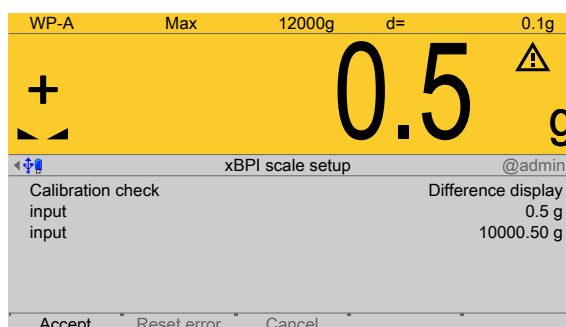 WP-A Max 12000g d= 0.1g
+ 0.5 g
xBPI scale setup @admin
Calibration check Difference display
input 0.5 g
input 10000.50 g
Accept Reset error Cancel